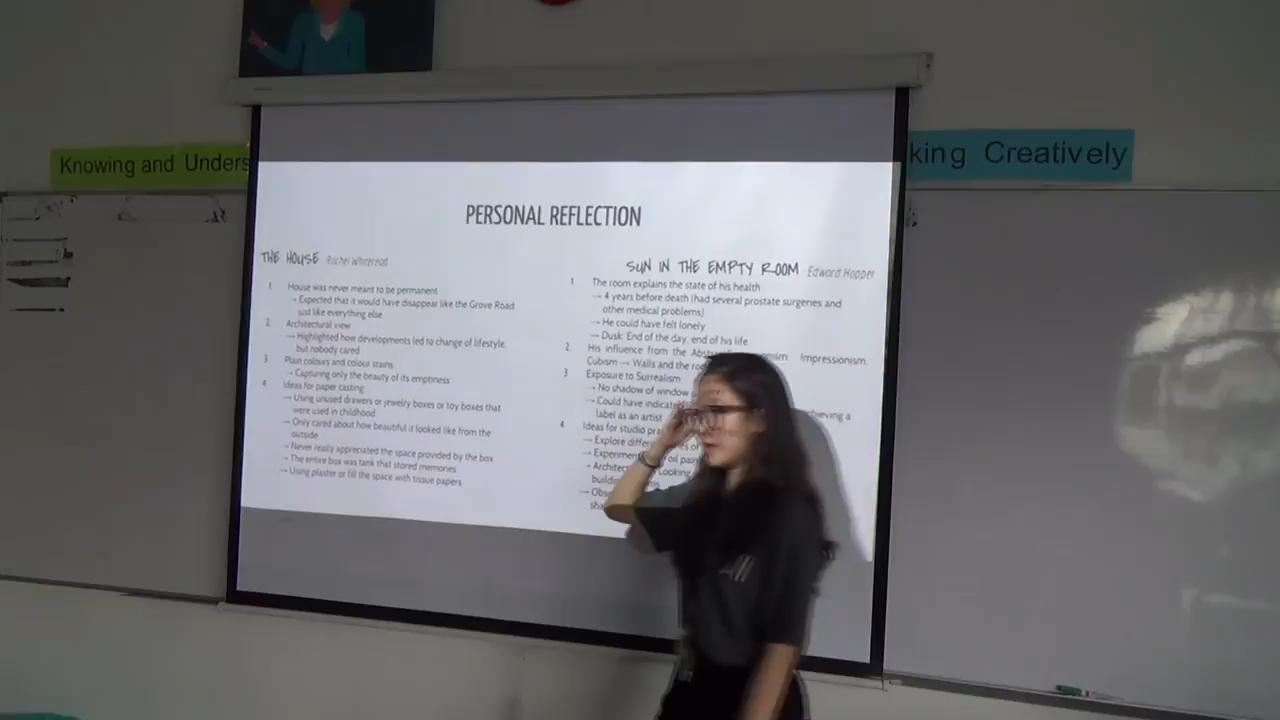 Knowing and Unders
king Creatively
PERSONAL REFLECTION
THE HOUSE Rachel Whiteread
1. House was never meant to be permanent
→ Expected that it would have disappear like the Grove Road
just like everything else
2. Architectural view
→ Highlighted how developments led to change of lifestyle,
but nobody cared
3. Plain colours and colour stains
→ Capturing only the beauty of its emptiness
4. Ideas for paper casting:
→ Using unused drawers or jewelry boxes or toy boxes that
were used in childhood
→ Only cared about how beautiful it looked like from the
outside
→ Never really appreciated the space provided by the box
→ The entire box was tank that stored memories
→ Using plaster or fill the space with tissue papers
SUN IN THE EMPTY ROOM Edward Hopper
1. The room explains the state of his health
→ 4 years before death (had several prostate surgeries and
other medical problems)
→ He could have felt lonely
→ Dusk: End of the day, end of his life
2. His influence from the Impressionism,
Cubism → Walls and the
3. Exposure to Surrealism
→ No shadow of window
→ Could have
label as an artist
4. Ideas for studio
→ Explore
→ oil
Looking